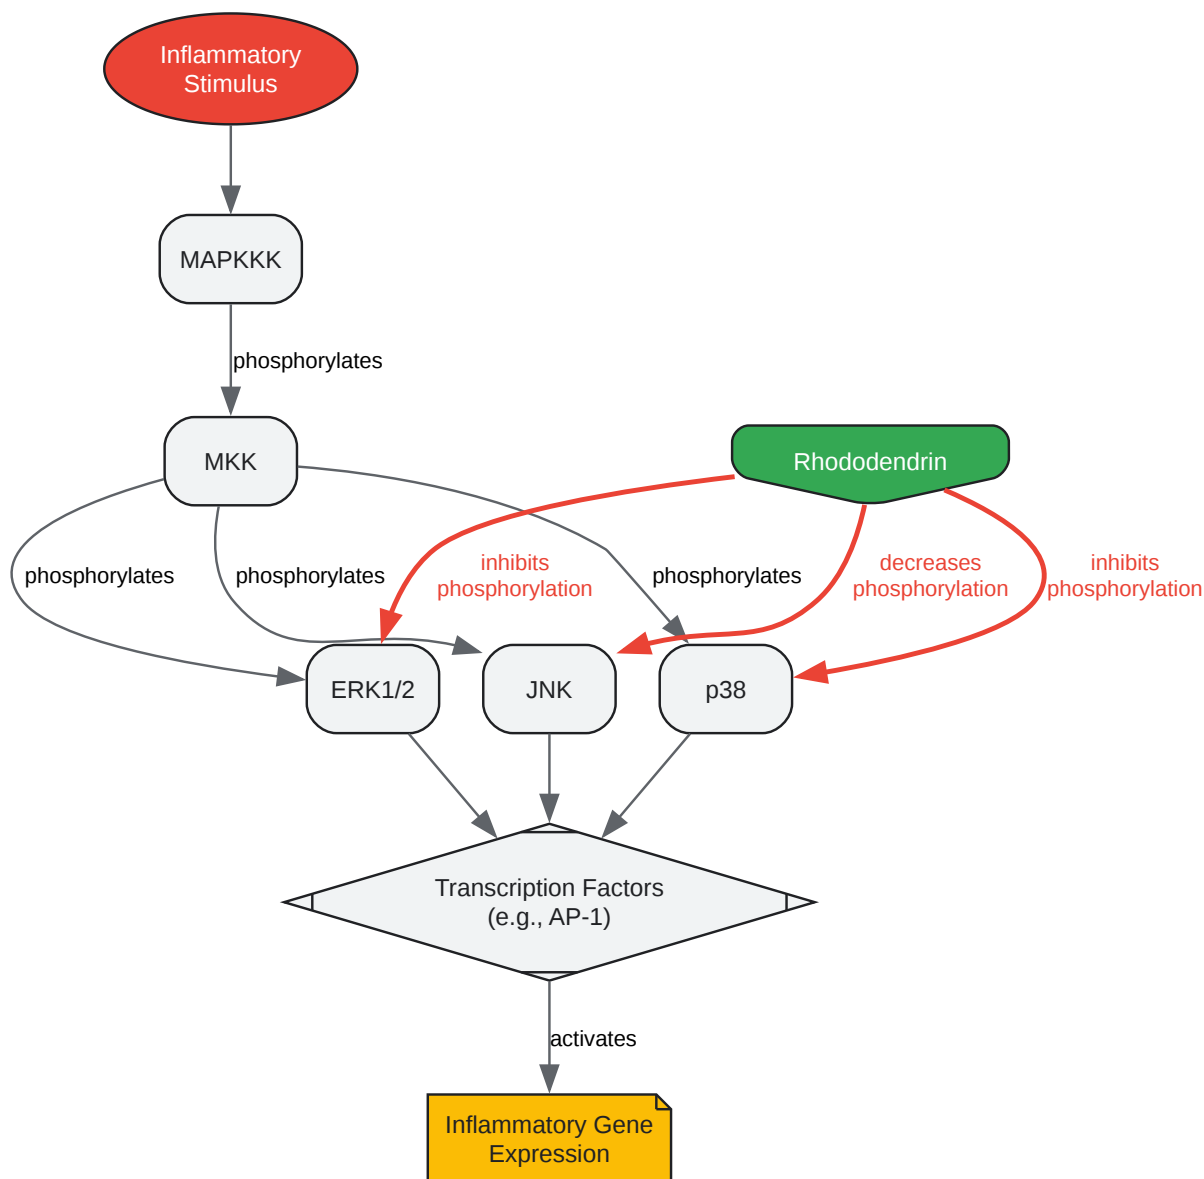 Inflammatory
Stimulus
MAPKKK
phosphorylates
MKK
Rhododendrin
phosphorylates
phosphorylates
inhibits
phosphorylation
phosphorylates
decreases
phosphorylation
inhibits
phosphorylation
ERK1/2
JNK
p38
Transcription Factors
(e.g., AP-1)
activates
Inflammatory Gene
Expression